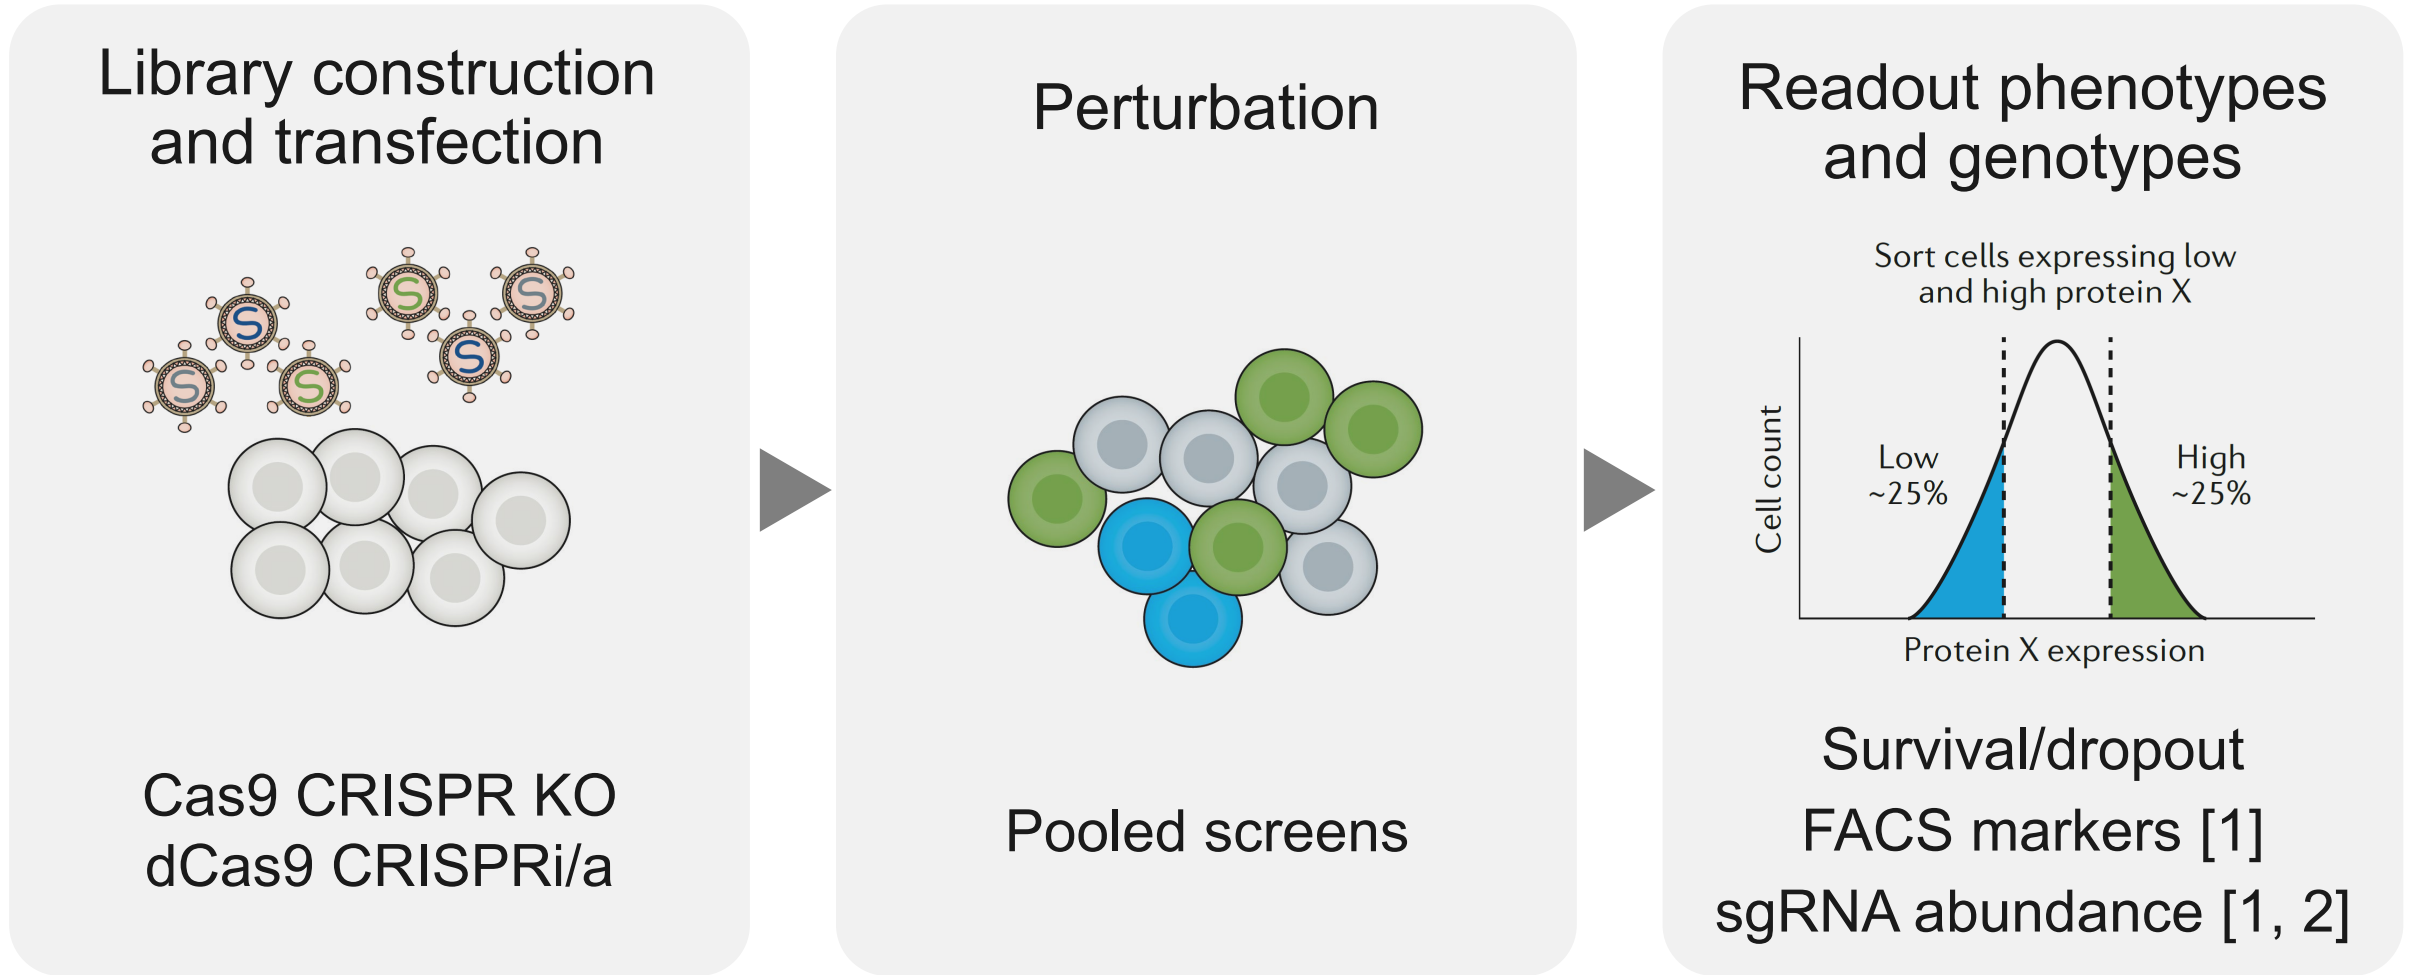 Library construction
and transfection
Cas9 CRISPR KO
dCas9 CRISPRi/a
Perturbation
Pooled screens
Readout phenotypes
and genotypes
Sort cells expressing low
and high protein X
Cell count
Low
~25%
High
~25%
Protein X expression
Survival/dropout
FACS markers [1]
sgRNA abundance [1, 2]